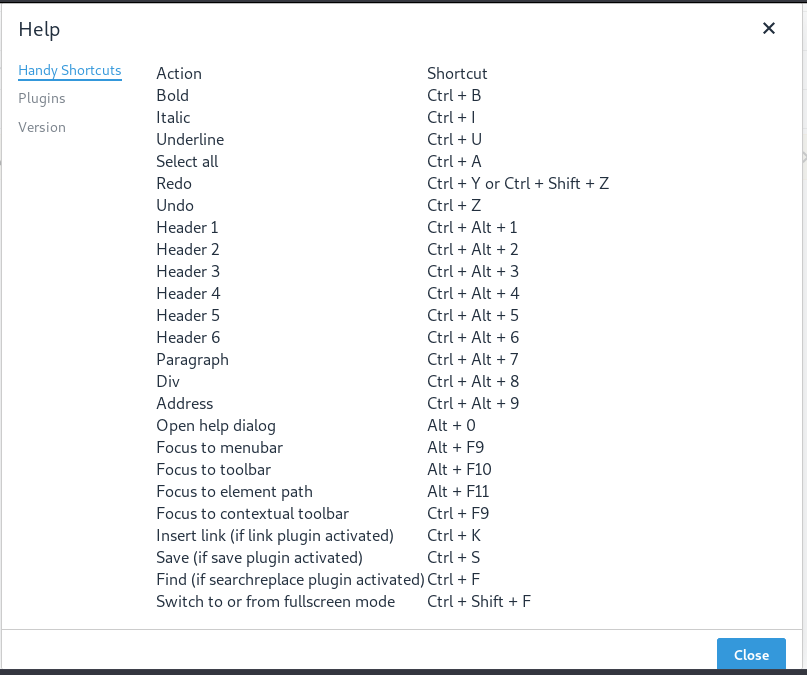 Help
Handy Shortcuts
Plugins
Version
Action Shortcut
Bold Ctrl + B
Italic Ctrl + I
Underline Ctrl + U
Select all Ctrl + A
Redo Ctrl + Y or Ctrl + Shift + Z
Undo Ctrl + Z
Header 1 Ctrl + Alt + 1
Header 2 Ctrl + Alt + 2
Header 3 Ctrl + Alt + 3
Header 4 Ctrl + Alt + 4
Header 5 Ctrl + Alt + 5
Header 6 Ctrl + Alt + 6
Paragraph Ctrl + Alt + 7
Div Ctrl + Alt + 8
Address Ctrl + Alt + 9
Open help dialog Alt + 0
Focus to menubar Alt + F9
Focus to toolbar Alt + F10
Focus to element path Alt + F11
Focus to contextual toolbar Ctrl + F9
Insert link (if link plugin activated) Ctrl + K
Save (if save plugin activated) Ctrl + S
Find (if searchreplace plugin activated) Ctrl + F
Switch to or from fullscreen mode Ctrl + Shift + F
Close